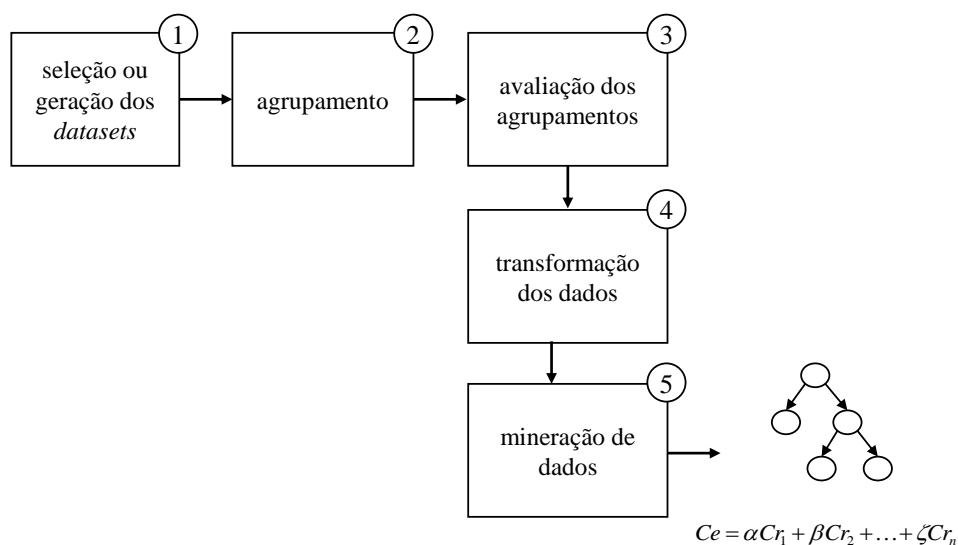 1
seleção ou
geração dos
datasets
2
agrupamento
3
avaliação dos
agrupamentos
4
transformação
dos dados
5
mineração de
dados
Ce = αCr₁ + βCr₂ + … + ζCrₙ